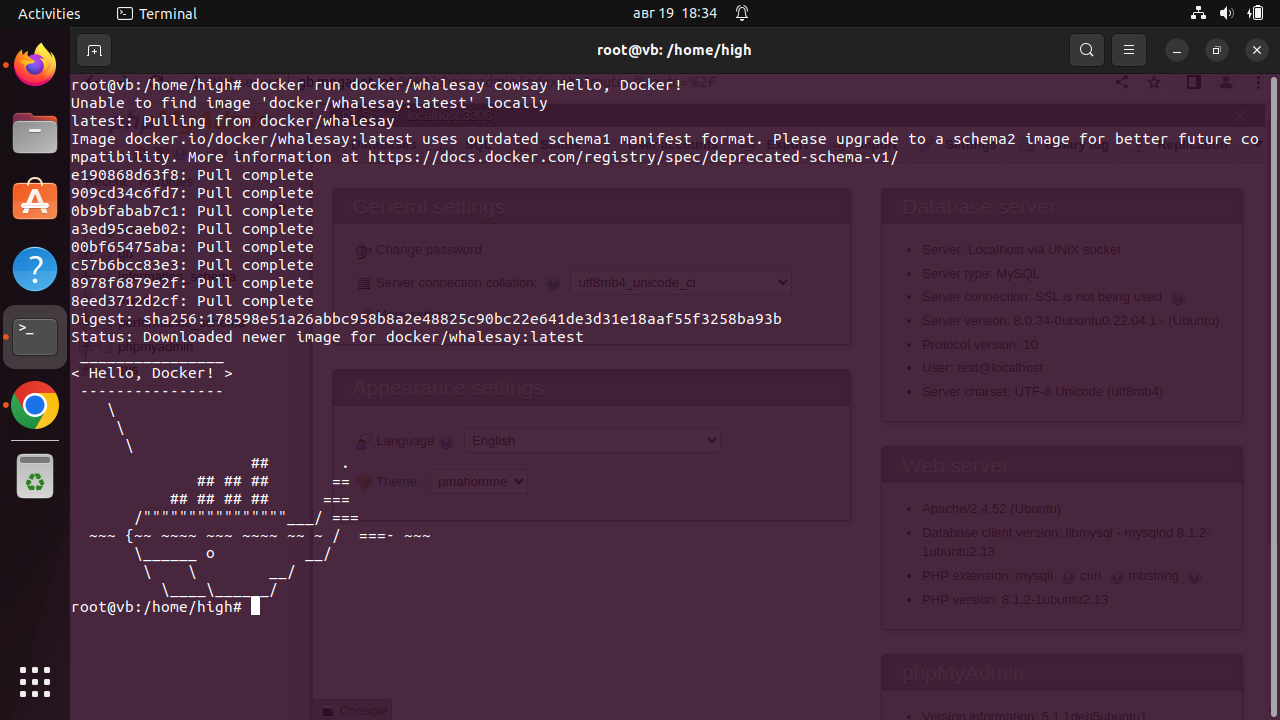 Activities
Terminal
авг 19 18:34
root@vb: /home/high
root@vb:/home/high# docker run docker/whalesay cowsay Hello, Docker!
Unable to find image 'docker/whalesay:latest' locally
latest: Pulling from docker/whalesay
Image docker.io/docker/whalesay:latest uses outdated schema1 manifest format. Please upgrade to a schema2 image for better future co
mpatibility. More information at https://docs.docker.com/registry/spec/deprecated-schema-v1/
e190868d63f8: Pull complete
909cd34c6fd7: Pull complete
0b9bfabab7c1: Pull complete
a3ed95caeb02: Pull complete
00bf65475aba: Pull complete
c57b6bcc83e3: Pull complete
8978f6879e2f: Pull complete
8eed3712d2cf: Pull complete
Digest: sha256:178598e51a26abbc958b8a2e48825c90bc22e641de3d31e18aaf55f3258ba93b
Status: Downloaded newer image for docker/whalesay:latest
 ________________
< Hello, Docker! >
 ----------------
    \
     \
      \
                    ##        .
              ## ## ##       ==
           ## ## ## ##      ===
       /""""""""""""""""___/ ===
  ~~~ {~~ ~~~~ ~~~ ~~~~ ~~ ~ /  ===- ~~~
       \______ o          __/
        \    \        __/
          \____\______/
root@vb:/home/high#
General settings
Change password
Server connection collation:
utf8mb4_unicode_ci
Appearance settings
Language
English
Theme:
pmahomme
Database server
Server: Localhost via UNIX socket
Server type: MySQL
Server connection: SSL is not being used
Server version: 8.0.34-0ubuntu0.22.04.1 - (Ubuntu)
Protocol version: 10
User: test@localhost
Server charset: UTF-8 Unicode (utf8mb4)
Web server
Apache/2.4.52 (Ubuntu)
Database client version: libmysql - mysqlnd 8.1.2-
1ubuntu2.13
PHP extension: mysqli curl mbstring
PHP version: 8.1.2-1ubuntu2.13
phpMyAdmin
Version information: 5.1.1deb5ubuntu1
phpmyadmin
Console